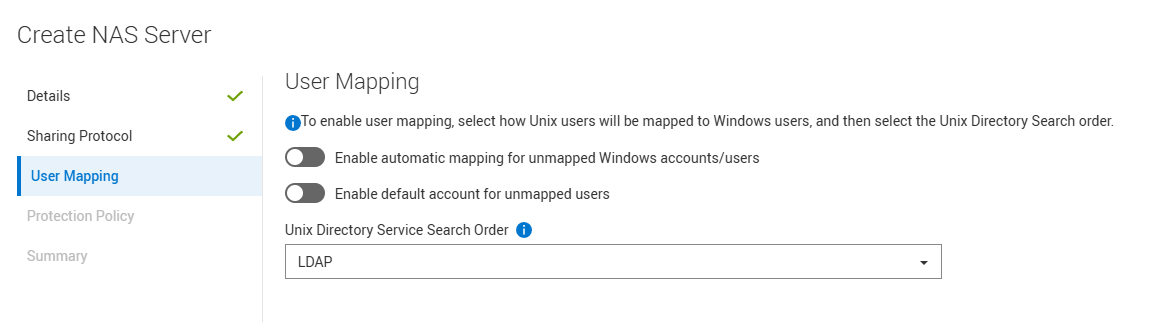 Create NAS Server
Details
Sharing Protocol
User Mapping
Protection Policy
Summary
User Mapping
To enable user mapping, select how Unix users will be mapped to Windows users, and then select the Unix Directory Search order.
Enable automatic mapping for unmapped Windows accounts/users
Enable default account for unmapped users
Unix Directory Service Search Order
LDAP